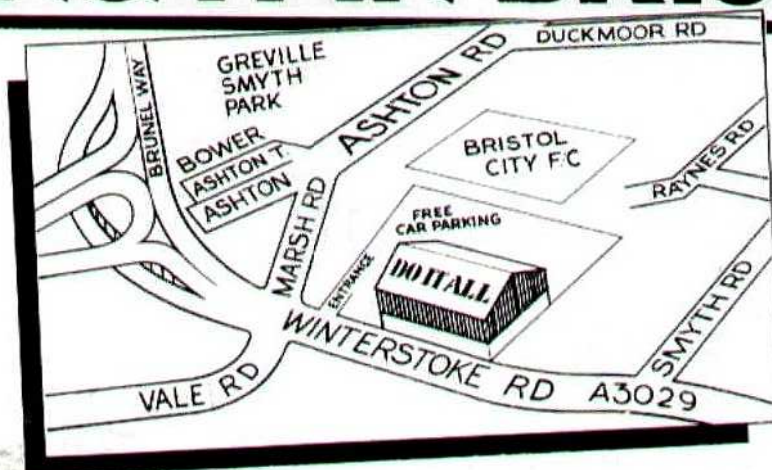 BRUNEL WAY
GREVILLE
SMYTH
PARK
ASHTON RD
DUCKMOOR RD
BOWER
ASHTON T.
ASHTON
BRISTOL
CITY F.C
RAYNES RD
MARSH RD
FREE
CAR PARKING
ENTRANCE
DO IT ALL
SMYTH RD
WINTERSTOKE RD A3029
VALE RD